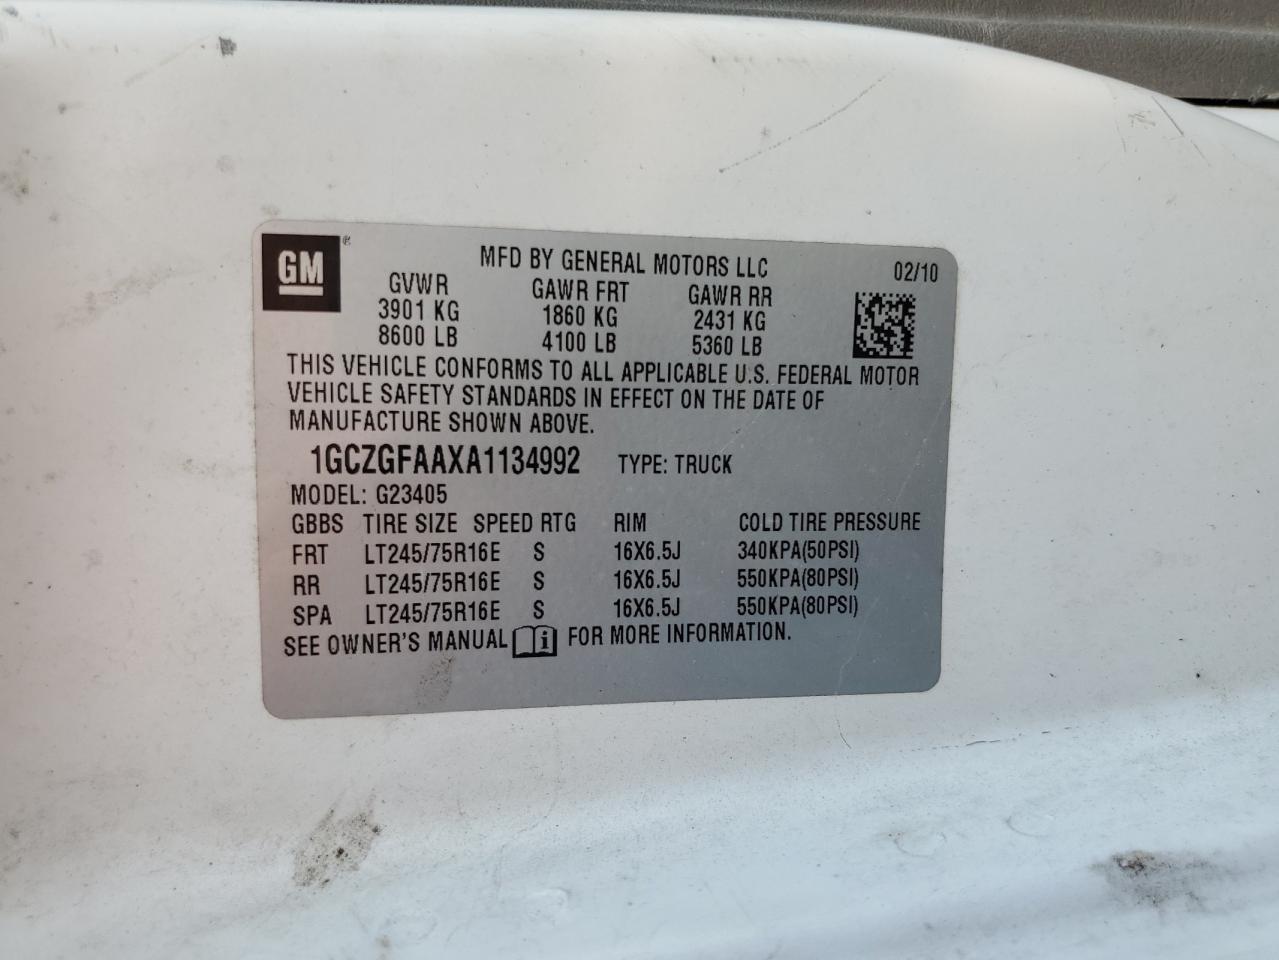 GM ®
MFD BY GENERAL MOTORS LLC 02/10
GVWR GAWR FRT GAWR RR
3901 KG 1860 KG 2431 KG
8600 LB 4100 LB 5360 LB
THIS VEHICLE CONFORMS TO ALL APPLICABLE U.S. FEDERAL MOTOR
VEHICLE SAFETY STANDARDS IN EFFECT ON THE DATE OF
MANUFACTURE SHOWN ABOVE.
1GCZGFAAXA1134992 TYPE: TRUCK
MODEL: G23405
GBBS TIRE SIZE SPEED RTG RIM COLD TIRE PRESSURE
FRT LT245/75R16E S 16X6.5J 340KPA(50PSI)
RR LT245/75R16E S 16X6.5J 550KPA(80PSI)
SPA LT245/75R16E S 16X6.5J 550KPA(80PSI)
SEE OWNER'S MANUAL i FOR MORE INFORMATION.